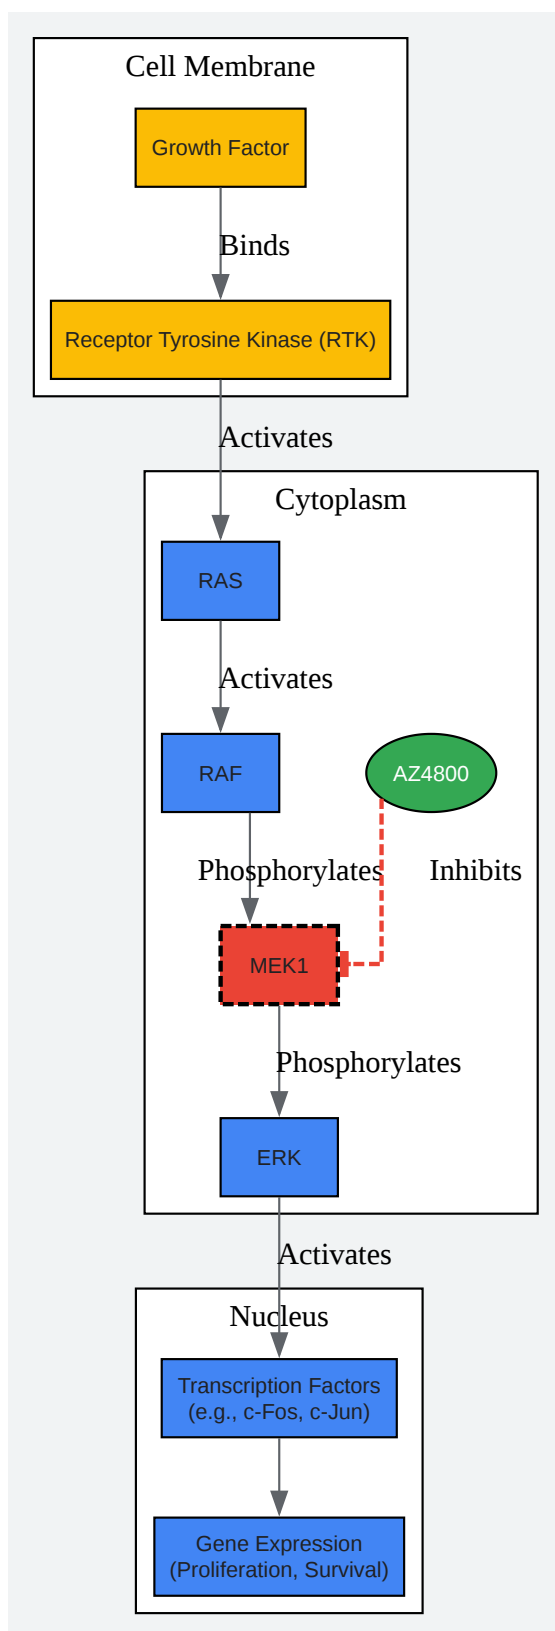 Cell Membrane
Growth Factor
Binds
Receptor Tyrosine Kinase (RTK)
Activates
Cytoplasm
RAS
Activates
RAF
AZ4800
Phosphorylates
Inhibits
MEK1
Phosphorylates
ERK
Activates
Nucleus
Transcription Factors
(e.g., c-Fos, c-Jun)
Gene Expression
(Proliferation, Survival)